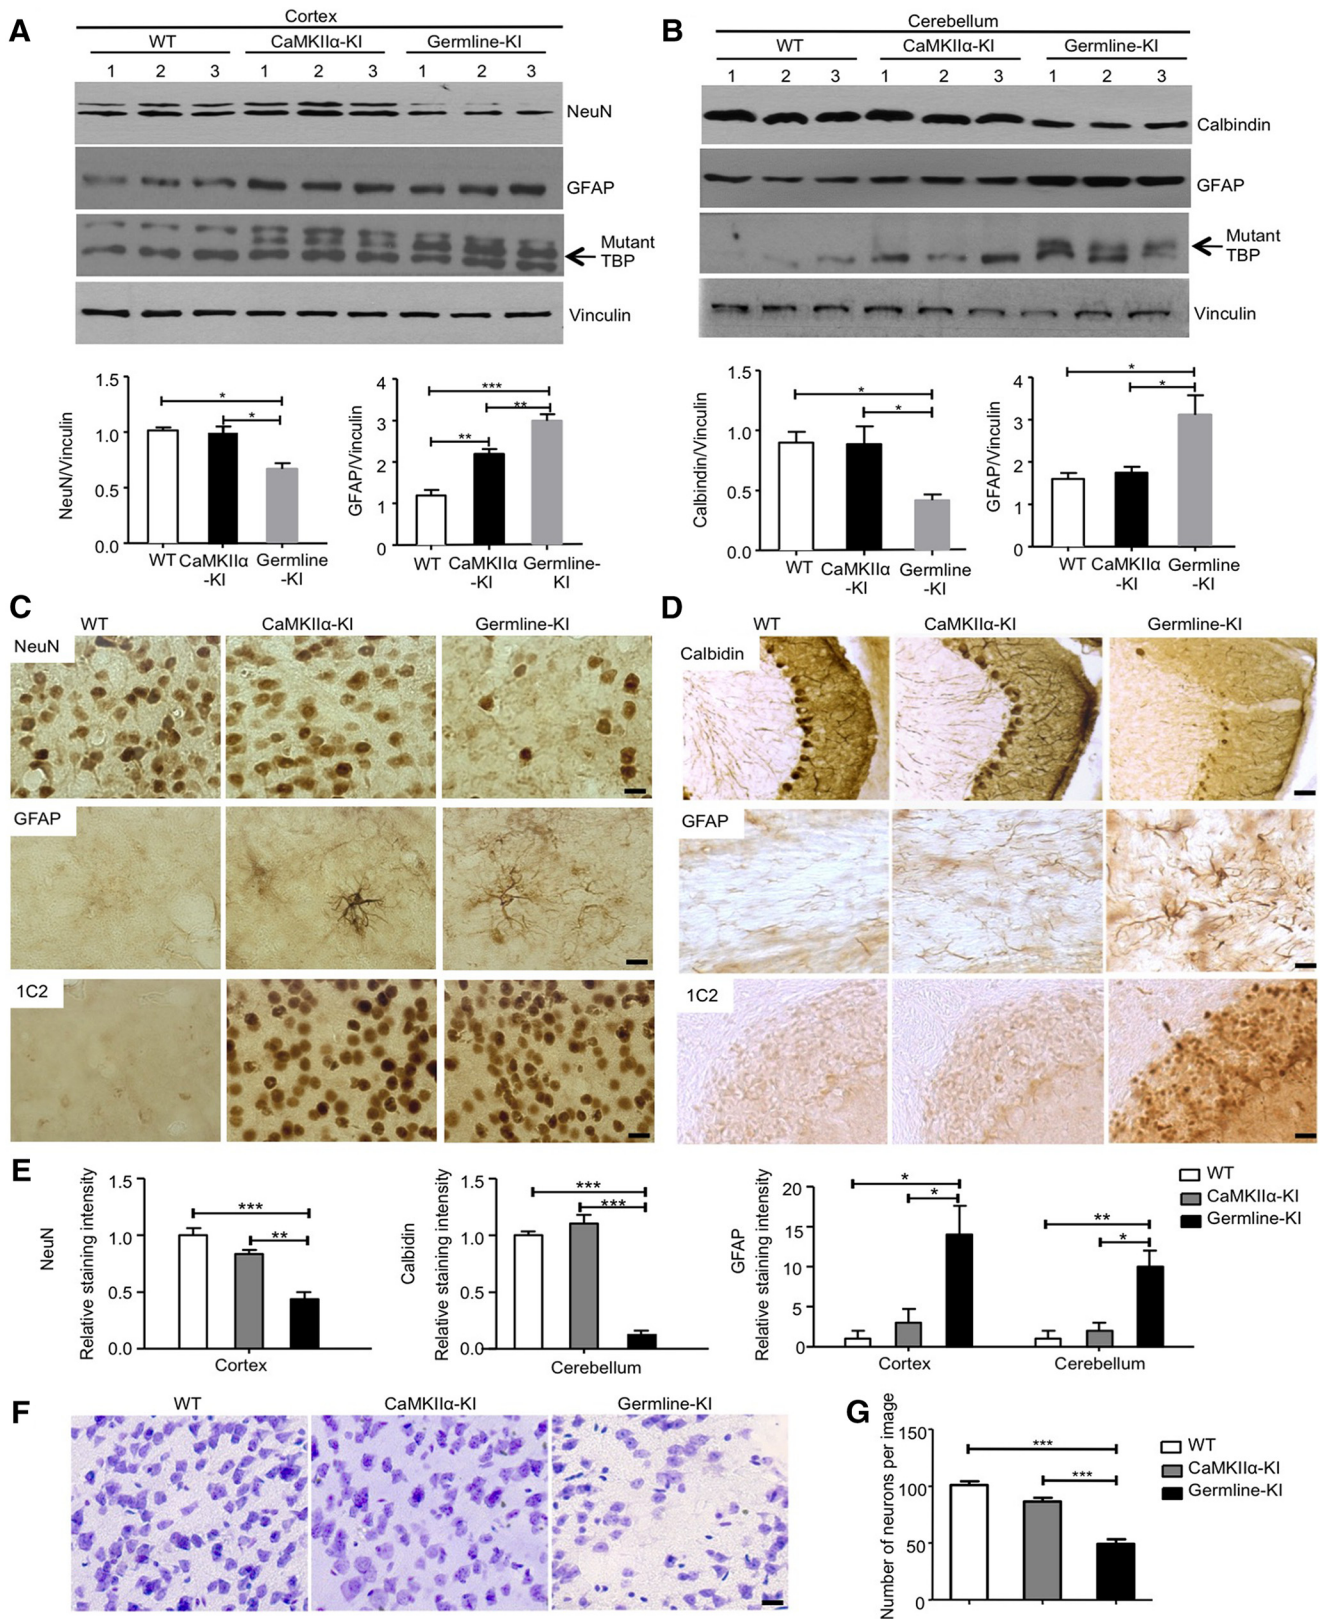 A
Cortex
WT CaMKIIα-KI Germline-KI
1 2 3 1 2 3 1 2 3
NeuN
GFAP
Mutant
TBP
Vinculin
NeuN/Vinculin
1.5
1.0
0.5
0.0
* *
WT CaMKIIα
-KI Germline
-KI
GFAP/Vinculin
4
3
2
1
0
***
**
**
WT CaMKIIα
-KI Germline-
KI
B
Cerebellum
WT CaMKIIα-KI Germline-KI
1 2 3 1 2 3 1 2 3
Calbindin
GFAP
Mutant
TBP
Vinculin
Calbindin/Vinculin
1.5
1.0
0.5
0.0
*
*
WT CaMKIIα
-KI Germline
-KI
GFAP/Vinculin
4
3
2
1
0
*
*
WT CaMKIIα
-KI Germline
-KI
C
WT CaMKIIα-KI Germline-KI
NeuN
GFAP
1C2
D
WT CaMKIIα-KI Germline-KI
Calbidin
GFAP
1C2
E
NeuN
Relative staining intensity
1.5
1.0
0.5
0.0
***
**
Cortex
Calbidin
Relative staining intensity
1.5
1.0
0.5
0.0
***
***
Cerebellum
GFAP
Relative staining intensity
20
15
10
5
0
*
*
**
*
Cortex Cerebellum
WT
CaMKIIα-KI
Germline-KI
F
WT CaMKIIα-KI Germline-KI
G
Number of neurons per image
150
100
50
0
***
***
WT
CaMKIIα-KI
Germline-KI